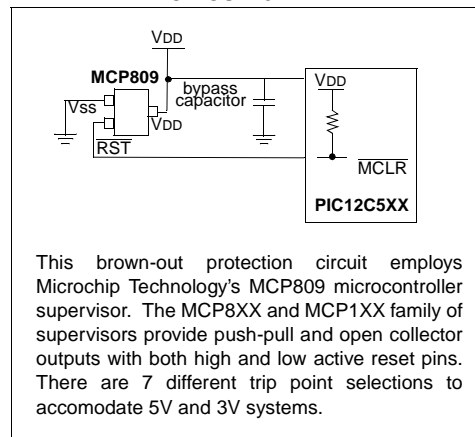 VDD
MCP809
bypass
capacitor
VDD
Vss
VDD
RST
MCLR
PIC12C5XX
This brown-out protection circuit employs
Microchip Technology's MCP809 microcontroller
supervisor. The MCP8XX and MCP1XX family of
supervisors provide push-pull and open collector
outputs with both high and low active reset pins.
There are 7 different trip point selections to
accomodate 5V and 3V systems.